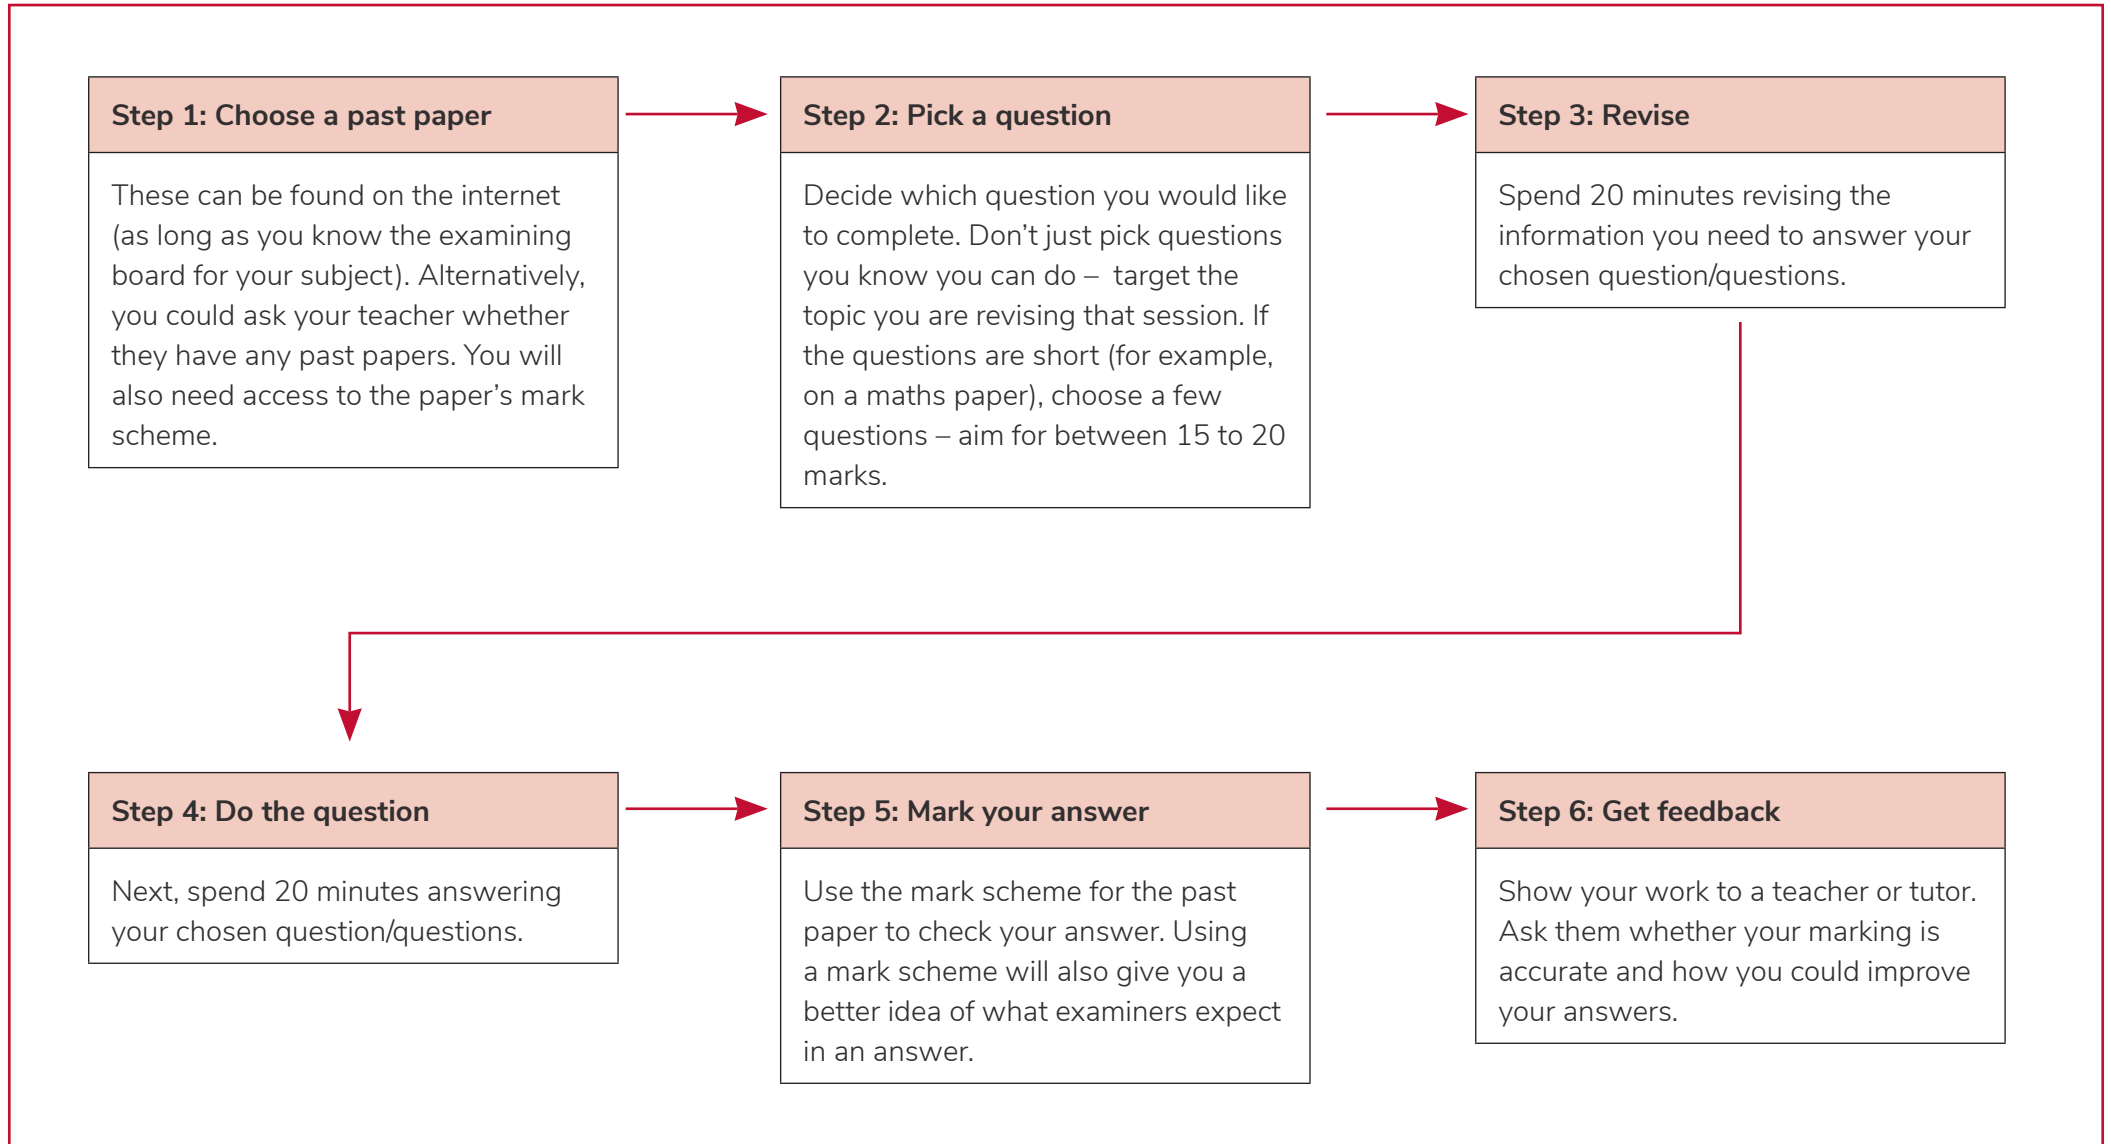 Step 1: Choose a past paper
These can be found on the internet
(as long as you know the examining
board for your subject). Alternatively,
you could ask your teacher whether
they have any past papers. You will
also need access to the paper’s mark
scheme.
Step 2: Pick a question
Decide which question you would like
to complete. Don’t just pick questions
you know you can do –  target the
topic you are revising that session. If
the questions are short (for example,
on a maths paper), choose a few
questions – aim for between 15 to 20
marks.
Step 3: Revise
Spend 20 minutes revising the
information you need to answer your
chosen question/questions.
Step 4: Do the question
Next, spend 20 minutes answering
your chosen question/questions.
Step 5: Mark your answer
Use the mark scheme for the past
paper to check your answer. Using
a mark scheme will also give you a
better idea of what examiners expect
in an answer.
Step 6: Get feedback
Show your work to a teacher or tutor.
Ask them whether your marking is
accurate and how you could improve
your answers.